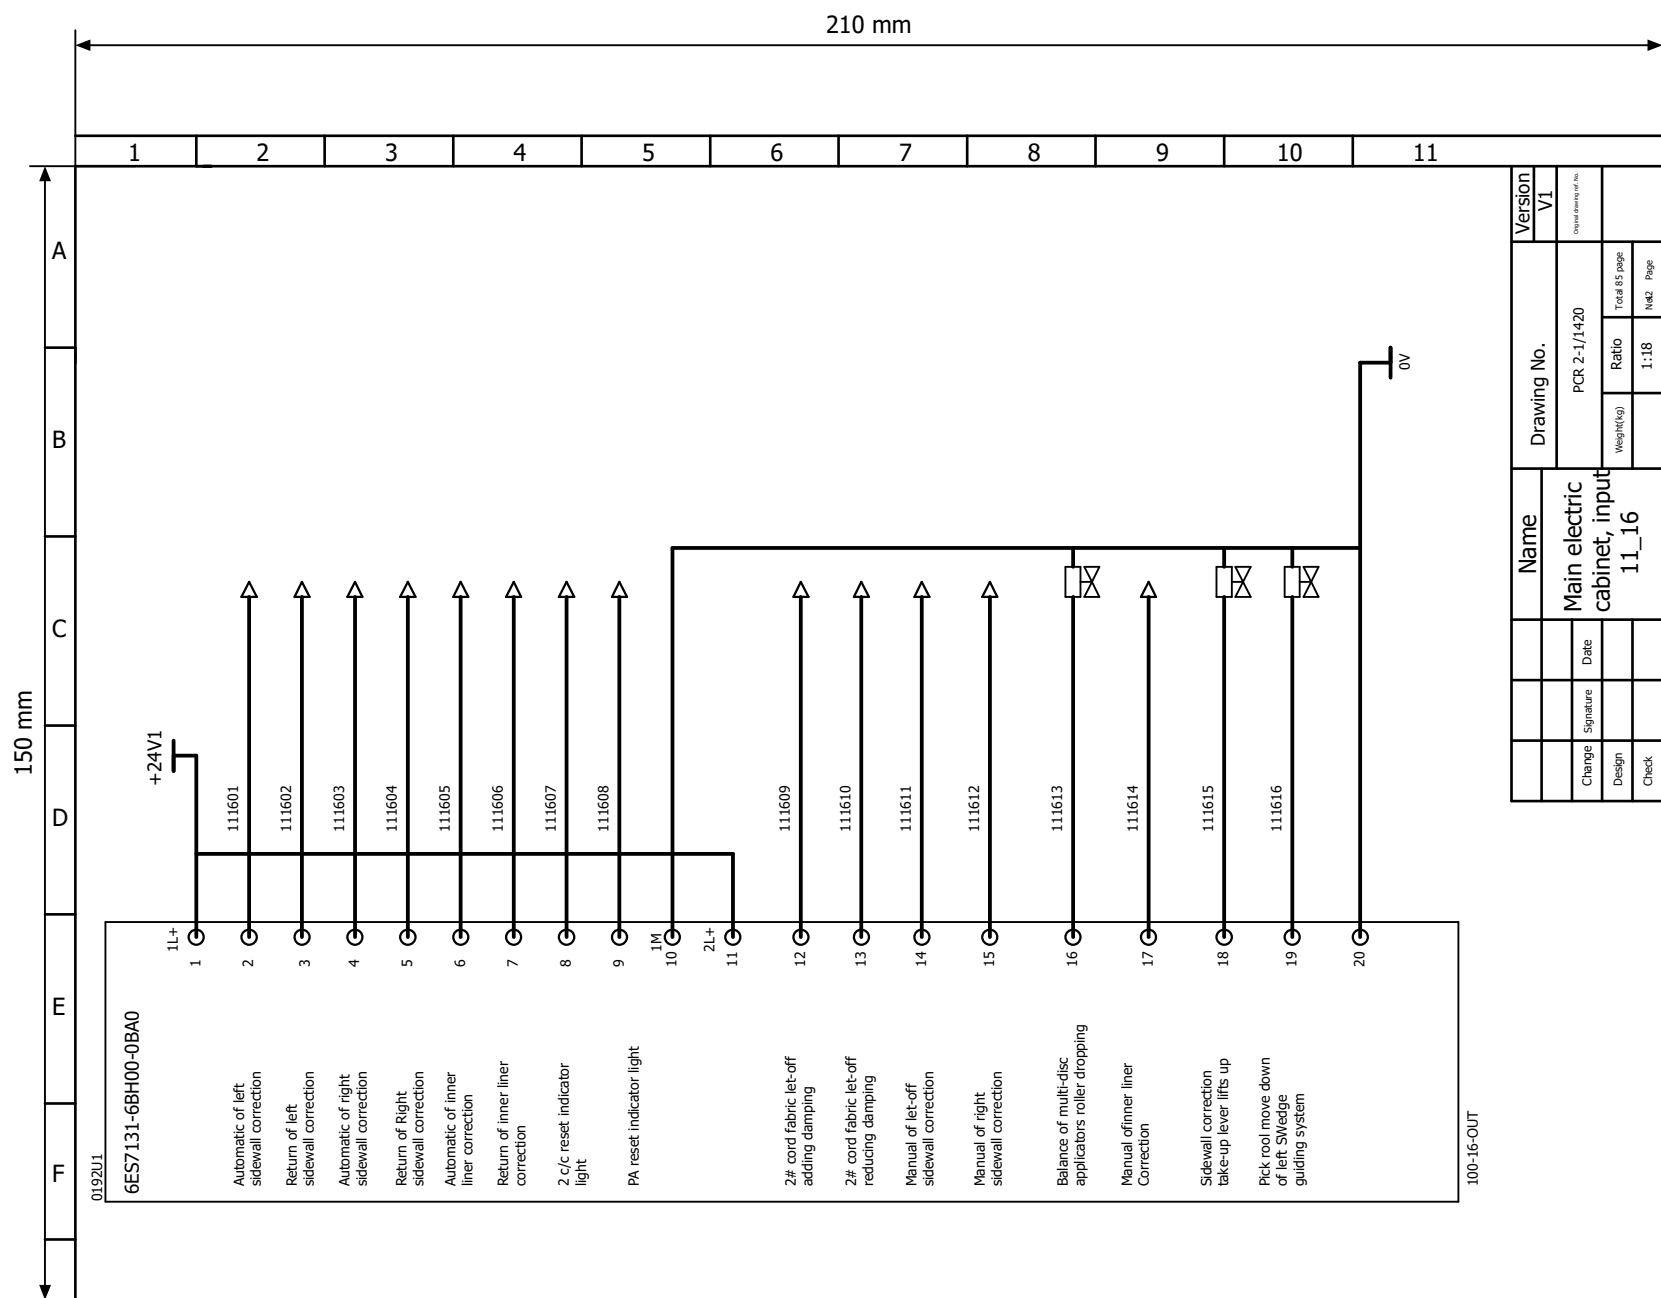 210 mm
1 2 3 4 5 6 7 8 9 10 11
150 mm
A
B
C
D
E
F
Version
V1
Original drawing ref. No.
Drawing No.
PCR 2-1/1420
Total 85 page
Ratio
Weight(kg)
Page
1:18
Name
Main electric
cabinet, input
11_16
Date
Signature
Change
Design
Check
0V
+24V1
111601
111602
111603
111604
111605
111606
111607
111608
111609
111610
111611
111612
111613
111614
111615
111616
1L+
1M
2L+
1
2
3
4
5
6
7
8
9
10
11
12
13
14
15
16
17
18
19
20
0192U1
6ES7131-6BH00-0BA0
Automatic of left
sidewall correction
Return of left
sidewall correction
Automatic of right
sidewall correction
Return of Right
sidewall correction
Automatic of inner
liner correction
Return of inner liner
correction
2 c/c reset indicator
light
PA reset indicator light
2# cord fabric let-off
adding damping
2# cord fabric let-off
reducing damping
Manual of let-off
sidewall correction
Manual of right
sidewall correction
Balance of multi-disc
applicators roller dropping
Manual ofinner liner
Correction
Sidewall correction
take-up lever lifts up
Pick rool move down
of left SWedge
guiding system
100-16-OUT